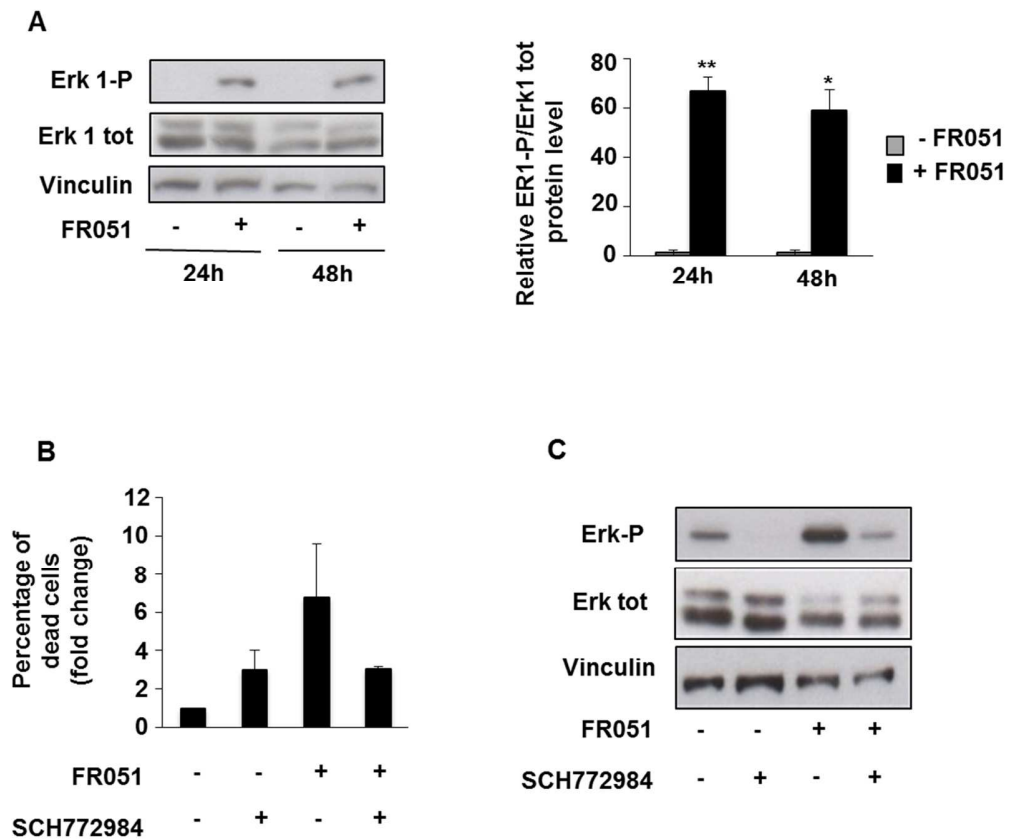 A
Erk 1-P
Erk 1 tot
Vinculin
FR051 - + - +
24h 48h
Relative ER1-P/Erk1 tot
protein level
80
60
40
20
0
** *
24h 48h
- FR051
+ FR051
B
Percentage of
dead cells
(fold change)
12
10
8
6
4
2
0
FR051 - - + +
SCH772984 - + - +
C
Erk-P
Erk tot
Vinculin
FR051 - - + +
SCH772984 - + - +